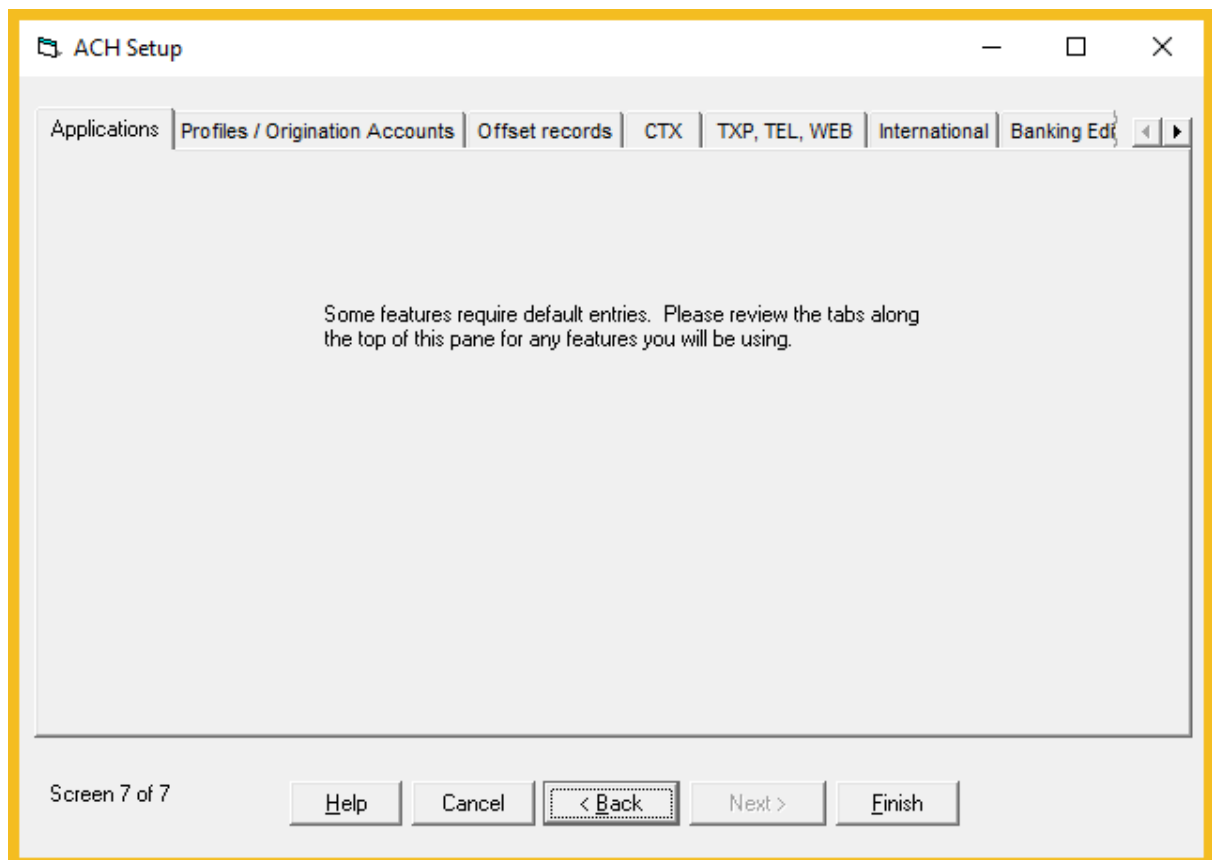 ACH Setup
Applications
Profiles / Origination Accounts
Offset records
CTX
TXP, TEL, WEB
International
Banking Edi
Some features require default entries.  Please review the tabs along
the top of this pane for any features you will be using.
Screen 7 of 7
Help
Cancel
< Back
Next >
Finish